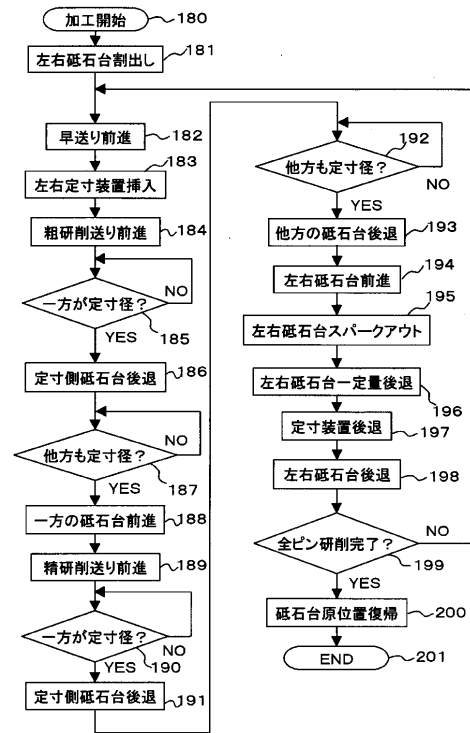 加工開始 180
左右砥石台割出し 181
早送り前進 182
183
左右定寸装置挿入
粗研削送り前進 184
一方が定寸径? NO
185
YES
定寸側砥石台後退 186
他方も定寸径? NO
187
YES
一方の砥石台前進 188
精研削送り前進 189
一方が定寸径? NO
190
YES
定寸側砥石台後退 191
192
他方も定寸径? NO
YES
他方の砥石台後退 193
左右砥石台前進 194
195
左右砥石台スパークアウト
左右砥石台一定量後退 196
定寸装置後退 197
左右砥石台後退 198
全ピン研削完了? NO
199
YES
砥石台原位置復帰 200
END 201